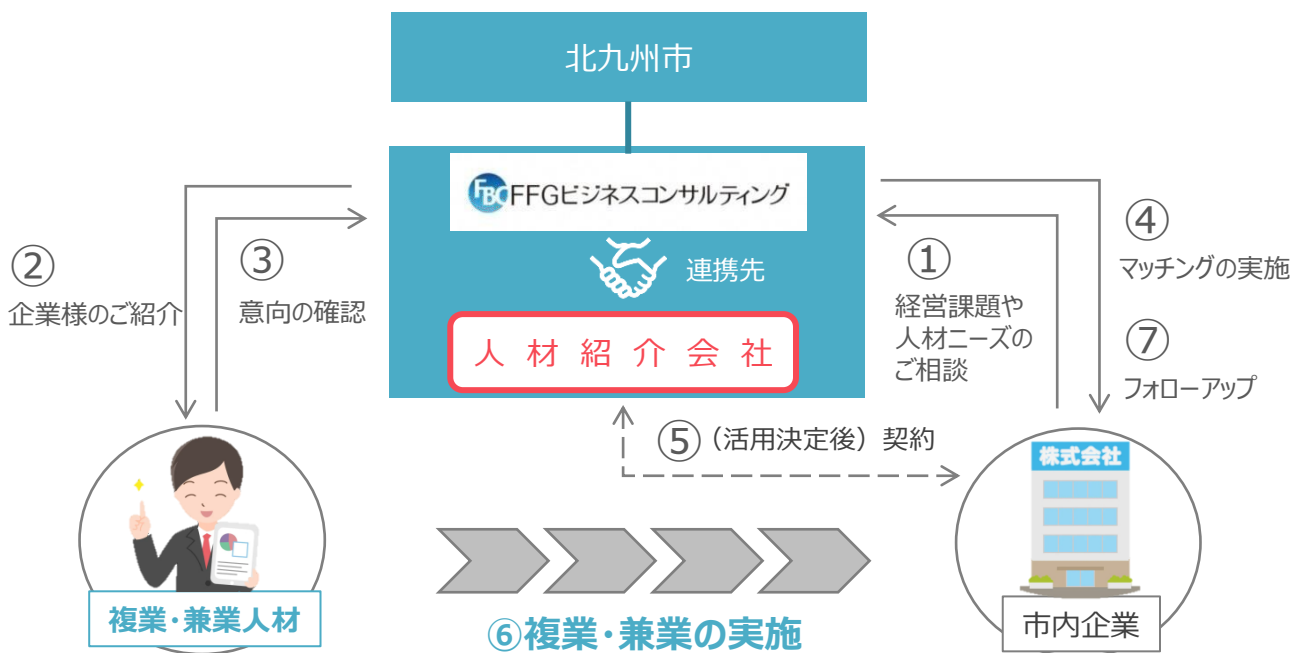 北九州市
FBC FFGビジネスコンサルティング
連携先
人材紹介会社
②
企業様のご紹介
③
意向の確認
①
経営課題や
人材ニーズの
ご相談
④
マッチングの実施
⑦
フォローアップ
⑤（活用決定後）契約
株式会社
複業・兼業人材
⑥複業・兼業の実施
市内企業